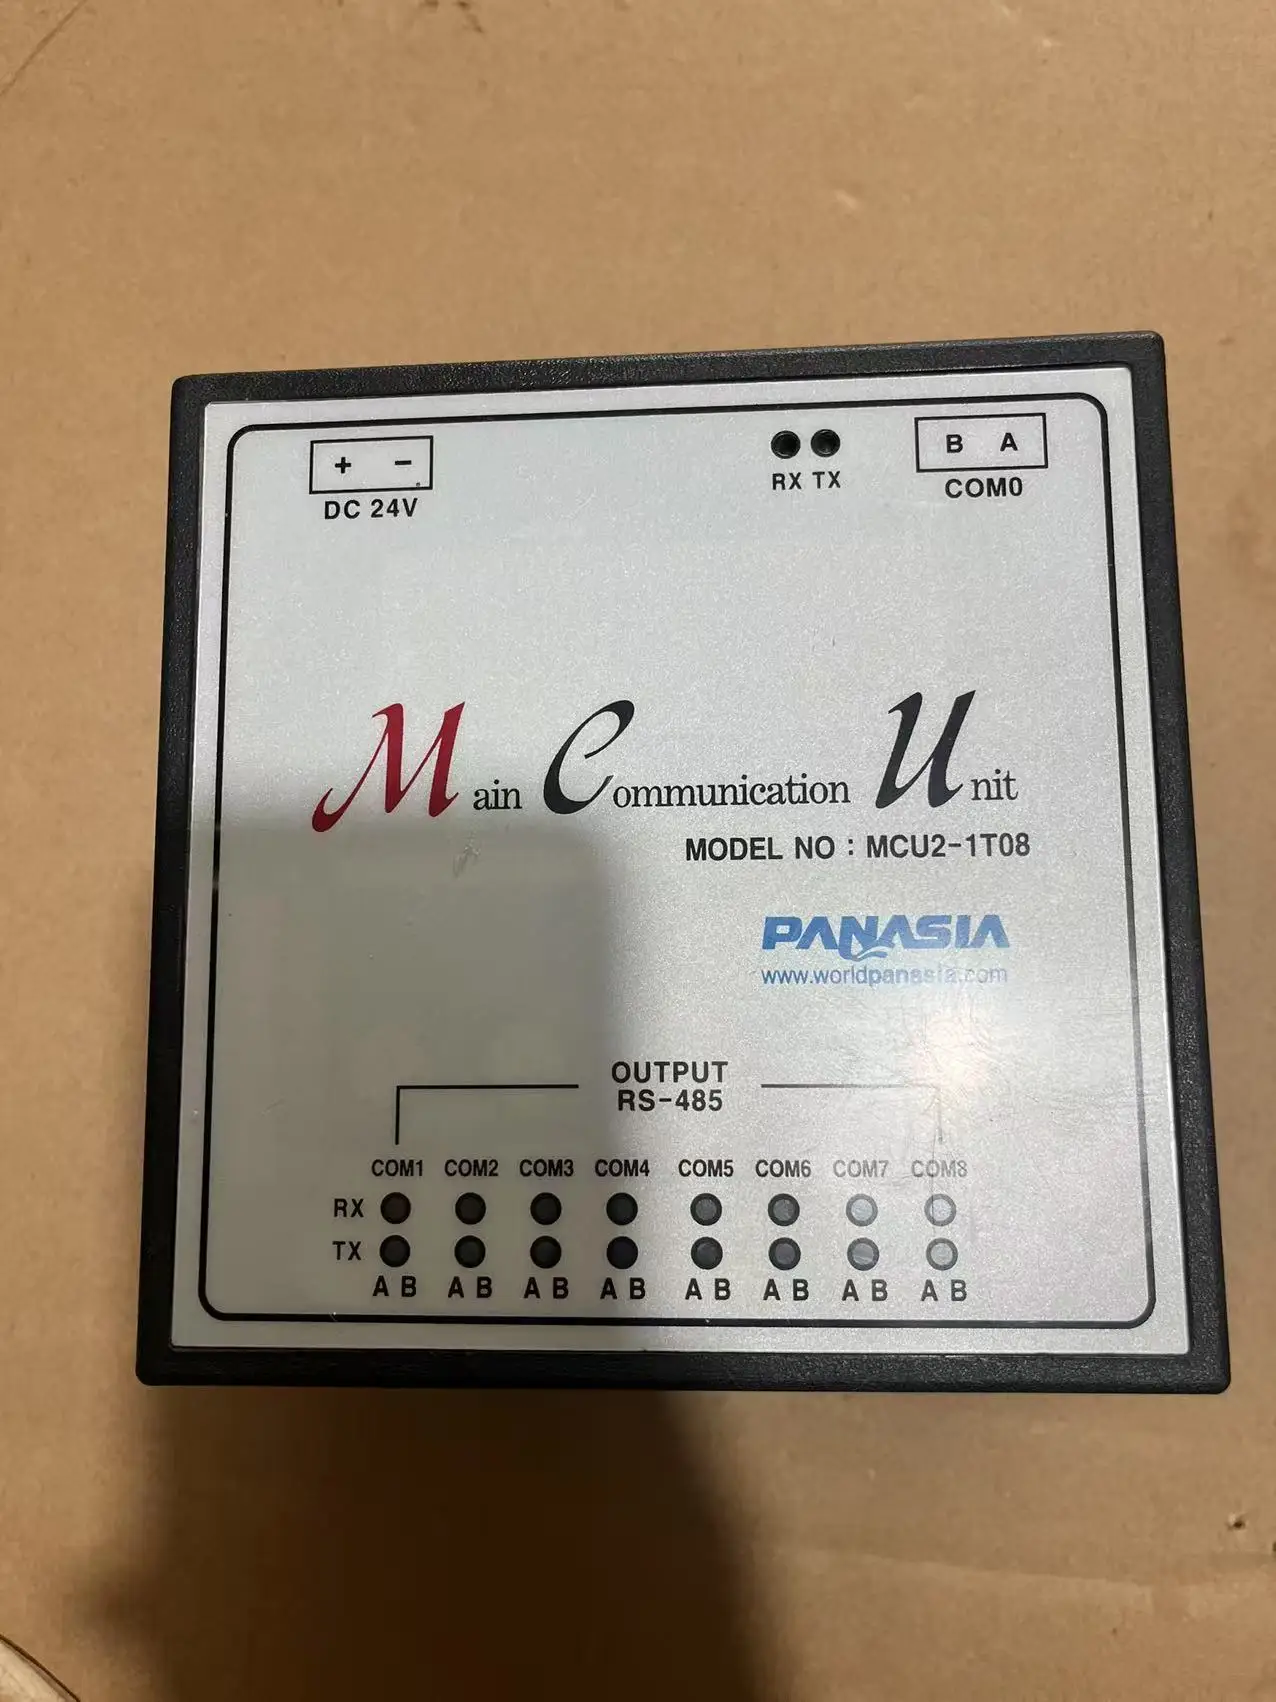 + -
DC 24V
RX TX
B A
COM0
Main Communication Unit
MODEL NO : MCU2-1T08
PANASIA
www.worldpanasia.com
OUTPUT
RS-485
COM1 COM2 COM3 COM4 COM5 COM6 COM7 COM8
RX
TX
A B A B A B A B A B A B A B A B